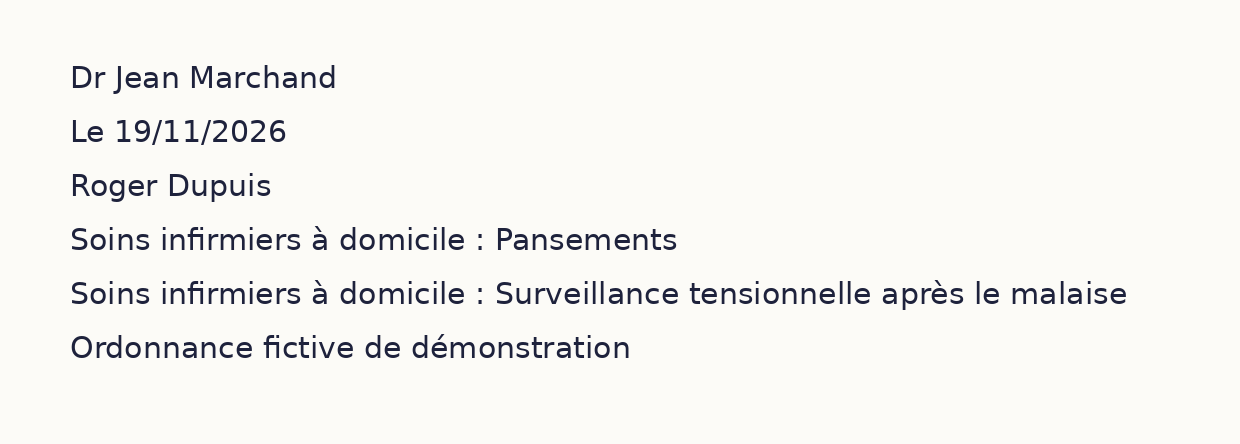 Dr Jean Marchand
Le 19/11/2026
Roger Dupuis
Soins infirmiers à domicile : Pansements
Soins infirmiers à domicile : Surveillance tensionnelle après le malaise
Ordonnance fictive de démonstration